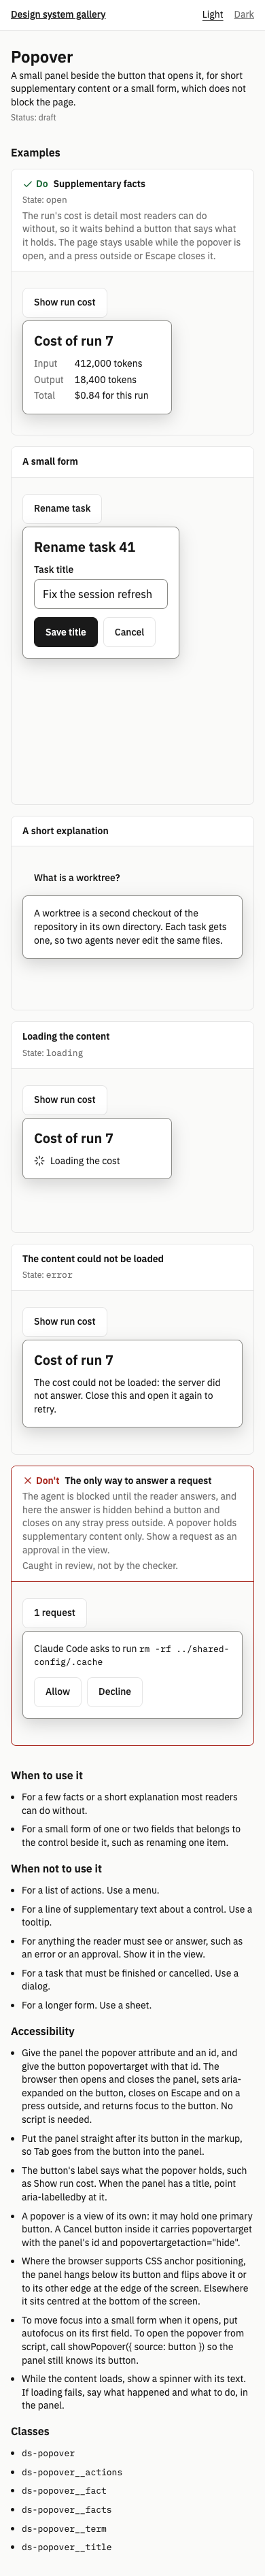 Design system gallery
Light
Dark
Popover
A small panel beside the button that opens it, for short
supplementary content or a small form, which does not
block the page.
Status: draft
Examples
Do Supplementary facts
State: open
The run's cost is detail most readers can do
without, so it waits behind a button that says what
it holds. The page stays usable while the popover is
open, and a press outside or Escape closes it.
Show run cost
Cost of run 7
Input 412,000 tokens
Output 18,400 tokens
Total $0.84 for this run
A small form
Rename task
Rename task 41
Task title
Fix the session refresh
Save title
Cancel
A short explanation
What is a worktree?
A worktree is a second checkout of the
repository in its own directory. Each task gets
one, so two agents never edit the same files.
Loading the content
State: loading
Show run cost
Cost of run 7
Loading the cost
The content could not be loaded
State: error
Show run cost
Cost of run 7
The cost could not be loaded: the server did
not answer. Close this and open it again to
retry.
Don't The only way to answer a request
The agent is blocked until the reader answers, and
here the answer is hidden behind a button and
closes on any stray press outside. A popover holds
supplementary content only. Show a request as an
approval in the view.
Caught in review, not by the checker.
1 request
Claude Code asks to run rm -rf ../shared-
config/.cache
Allow
Decline
When to use it
• For a few facts or a short explanation most readers
can do without.
• For a small form of one or two fields that belongs to
the control beside it, such as renaming one item.
When not to use it
• For a list of actions. Use a menu.
• For a line of supplementary text about a control. Use a
tooltip.
• For anything the reader must see or answer, such as
an error or an approval. Show it in the view.
• For a task that must be finished or cancelled. Use a
dialog.
• For a longer form. Use a sheet.
Accessibility
• Give the panel the popover attribute and an id, and
give the button popovertarget with that id. The
browser then opens and closes the panel, sets aria-
expanded on the button, closes on Escape and on a
press outside, and returns focus to the button. No
script is needed.
• Put the panel straight after its button in the markup,
so Tab goes from the button into the panel.
• The button's label says what the popover holds, such
as Show run cost. When the panel has a title, point
aria-labelledby at it.
• A popover is a view of its own: it may hold one primary
button. A Cancel button inside it carries popovertarget
with the panel's id and popovertargetaction="hide".
• Where the browser supports CSS anchor positioning,
the panel hangs below its button and flips above it or
to its other edge at the edge of the screen. Elsewhere
it sits centred at the bottom of the screen.
• To move focus into a small form when it opens, put
autofocus on its first field. To open the popover from
script, call showPopover({ source: button }) so the
panel still knows its button.
• While the content loads, show a spinner with its text.
If loading fails, say what happened and what to do, in
the panel.
Classes
• ds-popover
• ds-popover__actions
• ds-popover__fact
• ds-popover__facts
• ds-popover__term
• ds-popover__title